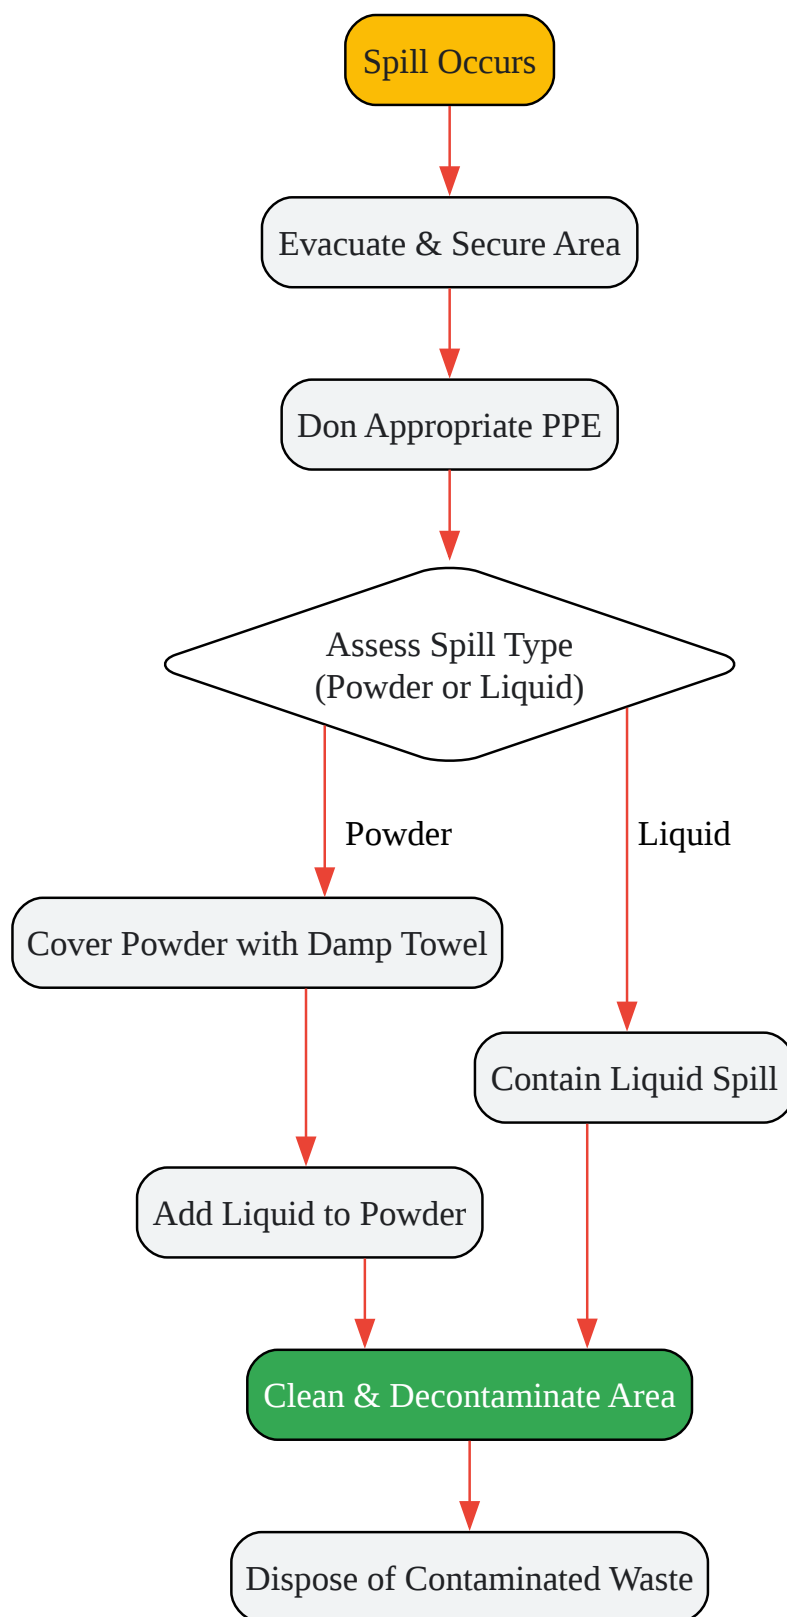 Spill Occurs
Evacuate & Secure Area
Don Appropriate PPE
Assess Spill Type
(Powder or Liquid)
Powder
Liquid
Cover Powder with Damp Towel
Contain Liquid Spill
Add Liquid to Powder
Clean & Decontaminate Area
Dispose of Contaminated Waste